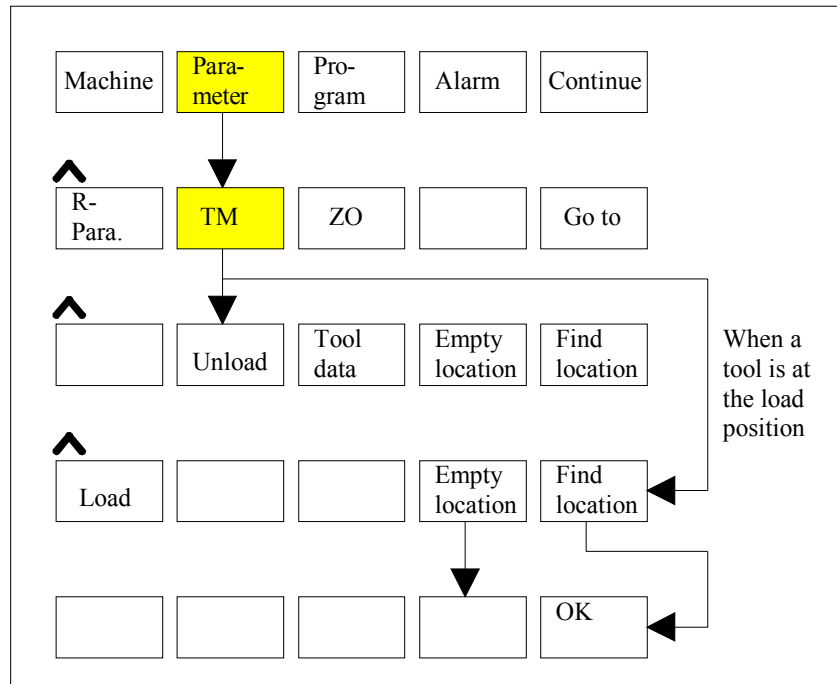 Machine
Para-
meter
Pro-
gram
Alarm
Continue
R-
Para.
TM
ZO
Go to
Unload
Tool
data
Empty
location
Find
location
When a
tool is at
the load
position
Load
Empty
location
Find
location
OK